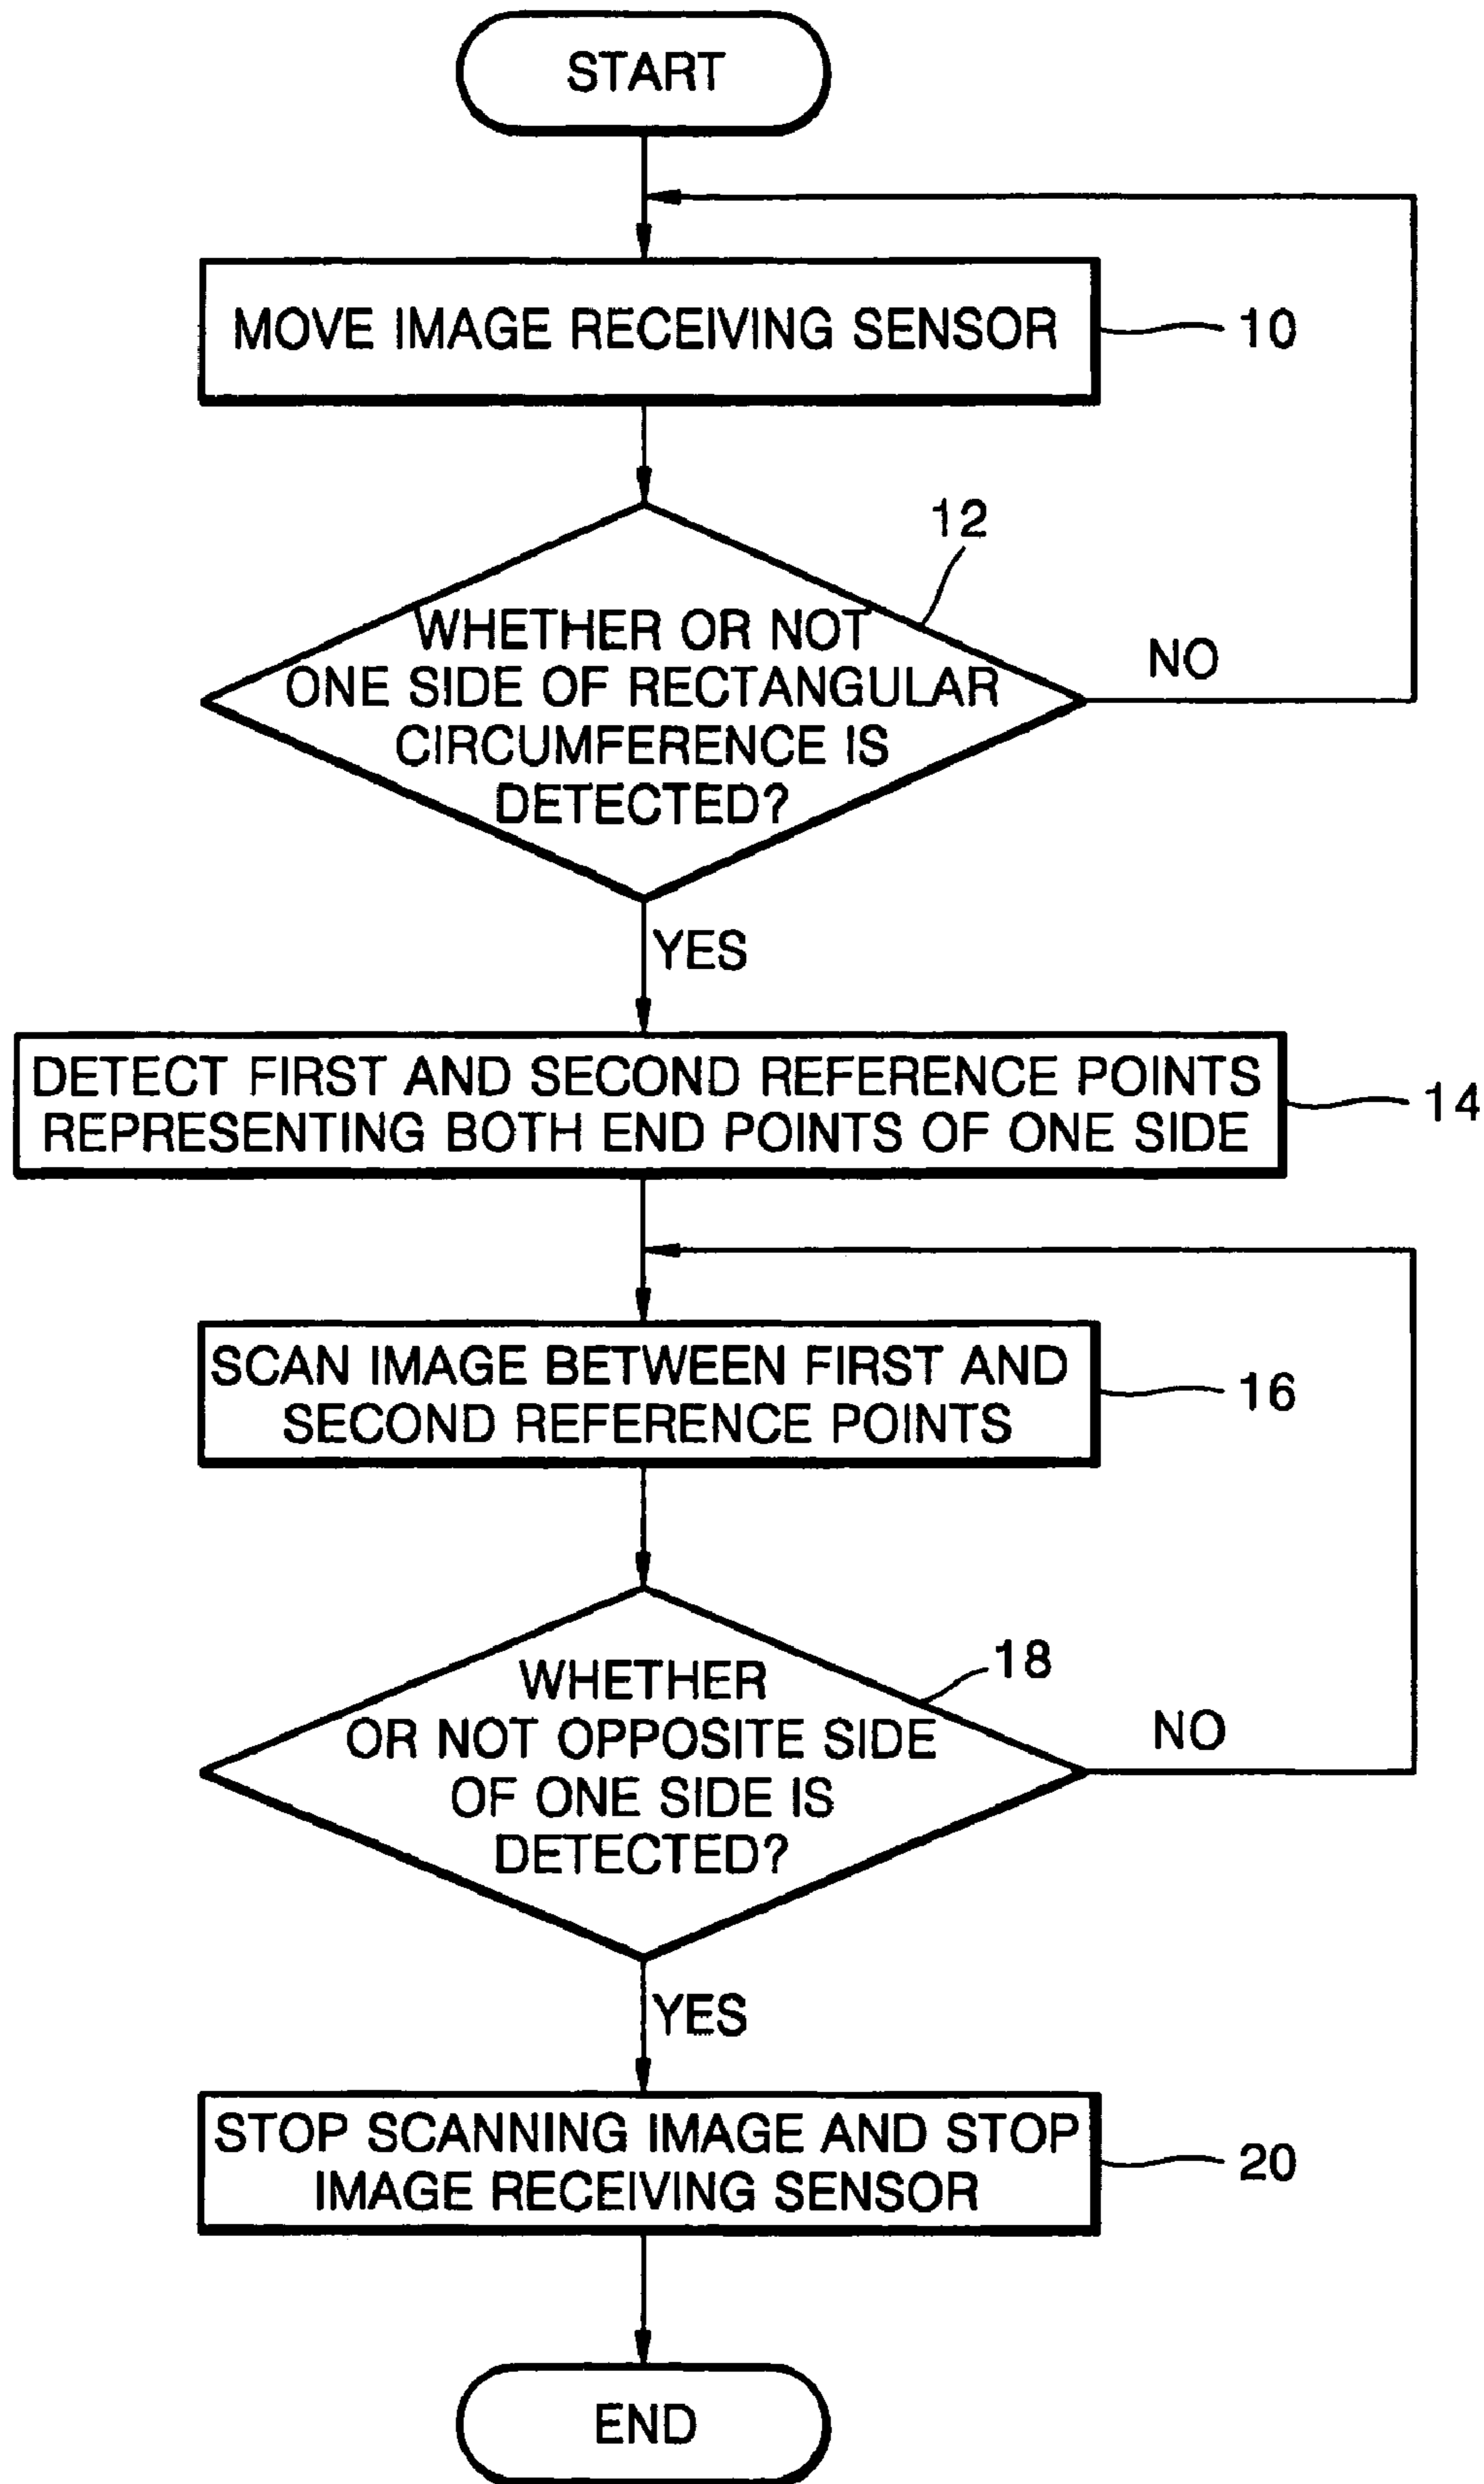 START
MOVE IMAGE RECEIVING SENSOR
10
12
WHETHER OR NOT
ONE SIDE OF RECTANGULAR
CIRCUMFERENCE IS
DETECTED?
NO
YES
DETECT FIRST AND SECOND REFERENCE POINTS
REPRESENTING BOTH END POINTS OF ONE SIDE
14
SCAN IMAGE BETWEEN FIRST AND
SECOND REFERENCE POINTS
16
18
WHETHER
OR NOT OPPOSITE SIDE
OF ONE SIDE IS
DETECTED?
NO
YES
STOP SCANNING IMAGE AND STOP
IMAGE RECEIVING SENSOR
20
END